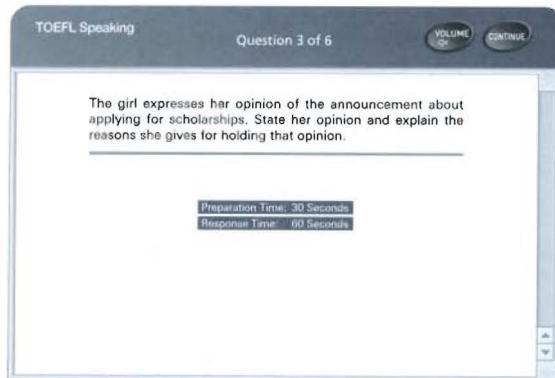 TOEFL Speaking
Question 3 of 6
VOLUME
CONTINUE
The girl expresses her opinion of the announcement about
applying for scholarships. State her opinion and explain the
reasons she gives for holding that opinion.
Preparation Time: 30 Seconds
Response Time: 60 Seconds